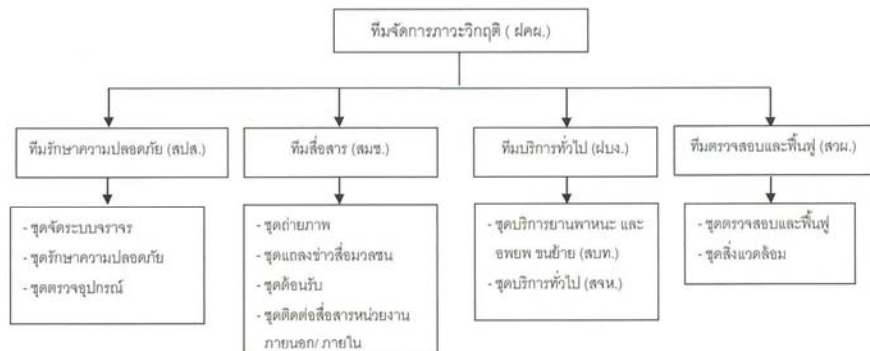 ทีมจัดการภาวะวิกฤติ ( ฝคผ.)
ทีมรักษาความปลอดภัย (สปส.)
ทีมสื่อสาร (สมช.)
ทีมบริการทั่วไป (ฝบง.)
ทีมตรวจสอบและฟื้นฟู (สวผ.)
- ชุดจัดระบบจราจร
- ชุดรักษาความปลอดภัย
- ชุดตรวจอุปกรณ์
- ชุดถ่ายภาพ
- ชุดแถลงข่าวสื่อมวลชน
- ชุดต้อนรับ
- ชุดติดต่อสื่อสารหน่วยงาน
ภายนอก/ ภายใน
- ชุดบริการยานพาหนะ และ
อพยพ ขนย้าย (สบท.)
- ชุดบริการทั่วไป (สจห.)
- ชุดตรวจสอบและฟื้นฟู
- ชุดสิ่งแวดล้อม